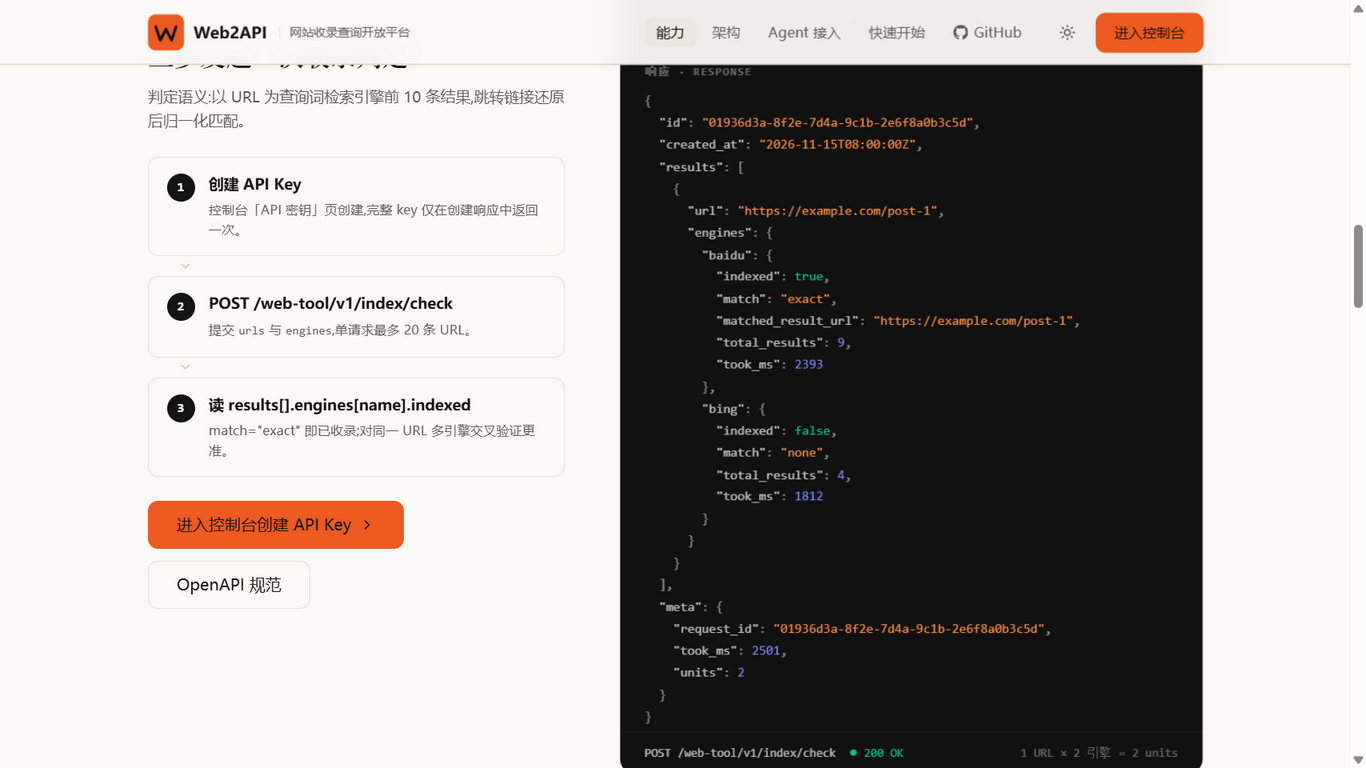 W Web2API 网站收录查询开放平台
能力 架构 Agent 接入 快速开始 GitHub 进入控制台
判定语义:以 URL 为查询词检索引擎前 10 条结果,跳转链接还原
后归一化匹配。
1 创建 API Key
控制台「API 密钥」页创建,完整 key 仅在创建响应中返回
一次。
2 POST /web-tool/v1/index/check
提交 urls 与 engines,单请求最多 20 条 URL。
3 读 results[].engines[name].indexed
match="exact" 即已收录;对同一 URL 多引擎交叉验证更
准。
进入控制台创建 API Key
OpenAPI 规范
响应 · RESPONSE
{
"id": "01936d3a-8f2e-7d4a-9c1b-2e6f8a0b3c5d",
"created_at": "2026-11-15T08:00:00Z",
"results": [
{
"url": "https://example.com/post-1",
"engines": {
"baidu": {
"indexed": true,
"match": "exact",
"matched_result_url": "https://example.com/post-1",
"total_results": 9,
"took_ms": 2393
},
"bing": {
"indexed": false,
"match": "none",
"total_results": 4,
"took_ms": 1812
}
}
}
],
"meta": {
"request_id": "01936d3a-8f2e-7d4a-9c1b-2e6f8a0b3c5d",
"took_ms": 2501,
"units": 2
}
}
POST /web-tool/v1/index/check 200 OK 1 URL × 2 引擎 = 2 units